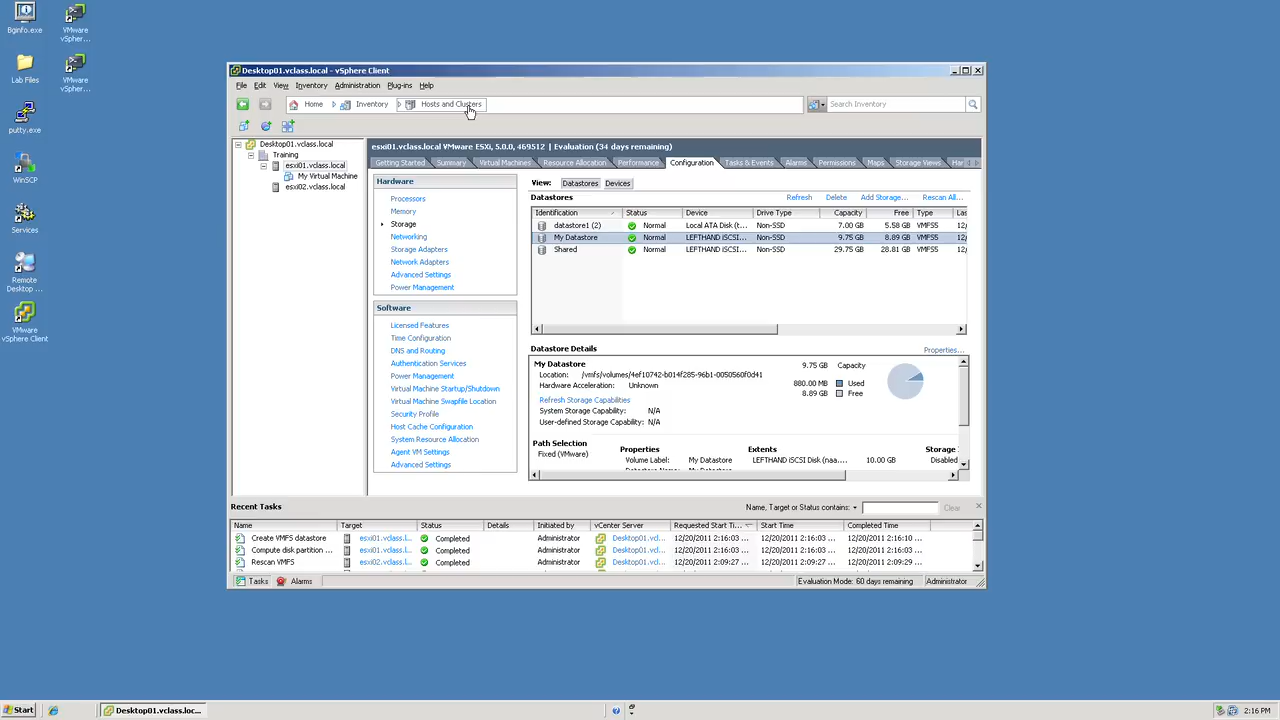 Bginfo.exe
VMware vSpher...
Lab Files
VMware vSpher...
putty.exe
WinSCP
Services
Remote Desktop ...
VMware vSphere Client
Desktop01.vclass.local - vSphere Client
File Edit View Inventory Administration Plug-ins Help
Home Inventory Hosts and Clusters Search Inventory
Desktop01.vclass.local
Training
esxi01.vclass.local
My Virtual Machine
esxi02.vclass.local
esxi01.vclass.local VMware ESXi, 5.0.0, 469512 | Evaluation (34 days remaining)
Getting Started Summary Virtual Machines Resource Allocation Performance Configuration Tasks & Events Alarms Permissions Maps Storage Views Har
Hardware
Processors
Memory
Storage
Networking
Storage Adapters
Network Adapters
Advanced Settings
Power Management
Software
Licensed Features
Time Configuration
DNS and Routing
Authentication Services
Power Management
Virtual Machine Startup/Shutdown
Virtual Machine Swapfile Location
Security Profile
Host Cache Configuration
System Resource Allocation
Agent VM Settings
Advanced Settings
View: Datastores Devices
Datastores Refresh Delete Add Storage... Rescan All...
Identification Status Device Drive Type Capacity Free Type Las
datastore1 (2) Normal Local ATA Disk (t... Non-SSD 7.00 GB 5.58 GB VMFS5 12/
My Datastore Normal LEFTHAND iSCSI... Non-SSD 9.75 GB 8.89 GB VMFS5 12/
Shared Normal LEFTHAND iSCSI... Non-SSD 29.75 GB 28.81 GB VMFS5 12/
Datastore Details Properties...
My Datastore 9.75 GB Capacity
Location: /vmfs/volumes/4ef10742-b014f285-96b1-0050560f0d41
Hardware Acceleration: Unknown 880.00 MB Used
8.89 GB Free
Refresh Storage Capabilities
System Storage Capability: N/A
User-defined Storage Capability: N/A
Path Selection Properties Extents Storage
Fixed (VMware) Volume Label: My Datastore LEFTHAND iSCSI Disk (naa.... 10.00 GB Disabled
Recent Tasks Name, Target or Status contains: Clear
Name Target Status Details Initiated by vCenter Server Requested Start Ti... Start Time Completed Time
Create VMFS datastore esxi01.vclass.l... Completed Administrator Desktop01.vcl... 12/20/2011 2:16:03 ... 12/20/2011 2:16:03 ... 12/20/2011 2:16:10 ...
Compute disk partition ... esxi01.vclass.l... Completed Administrator Desktop01.vcl... 12/20/2011 2:16:03 ... 12/20/2011 2:16:03 ... 12/20/2011 2:16:03 ...
Rescan VMFS esxi01.vclass.l... Completed Administrator Desktop01.vcl... 12/20/2011 2:09:27 ... 12/20/2011 2:09:27 ... 12/20/2011 2:09:29 ...
Tasks Alarms Evaluation Mode: 60 days remaining Administrator
Start Desktop01.vclass.loc... 2:16 PM